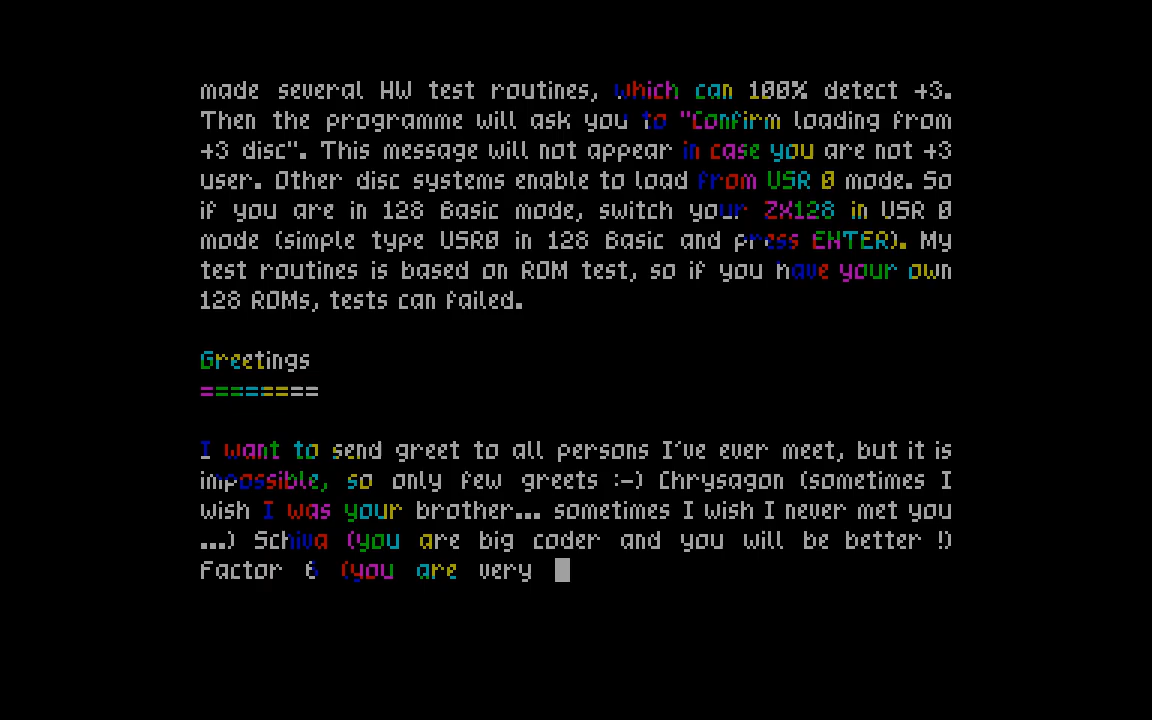 made several HW test routines, which can 100% detect +3.
Then the programme will ask you to "Confirm loading from
+3 disc". This message will not appear in case you are not +3
user. Other disc systems enable to load from USR 0 mode. So
if you are in 128 Basic mode, switch your ZX128 in USR 0
mode (simple type USR0 in 128 Basic and press ENTER). My
test routines is based on ROM test, so if you have your own
128 ROMs, tests can failed.
Greetings
========
I want to send greet to all persons I've ever meet, but it is
impossible, so only few greets :-) Chrysagon (sometimes I
wish I was your brother... sometimes I wish I never met you
...) Schiva (you are big coder and you will be better !)
Factor 6 (you are very